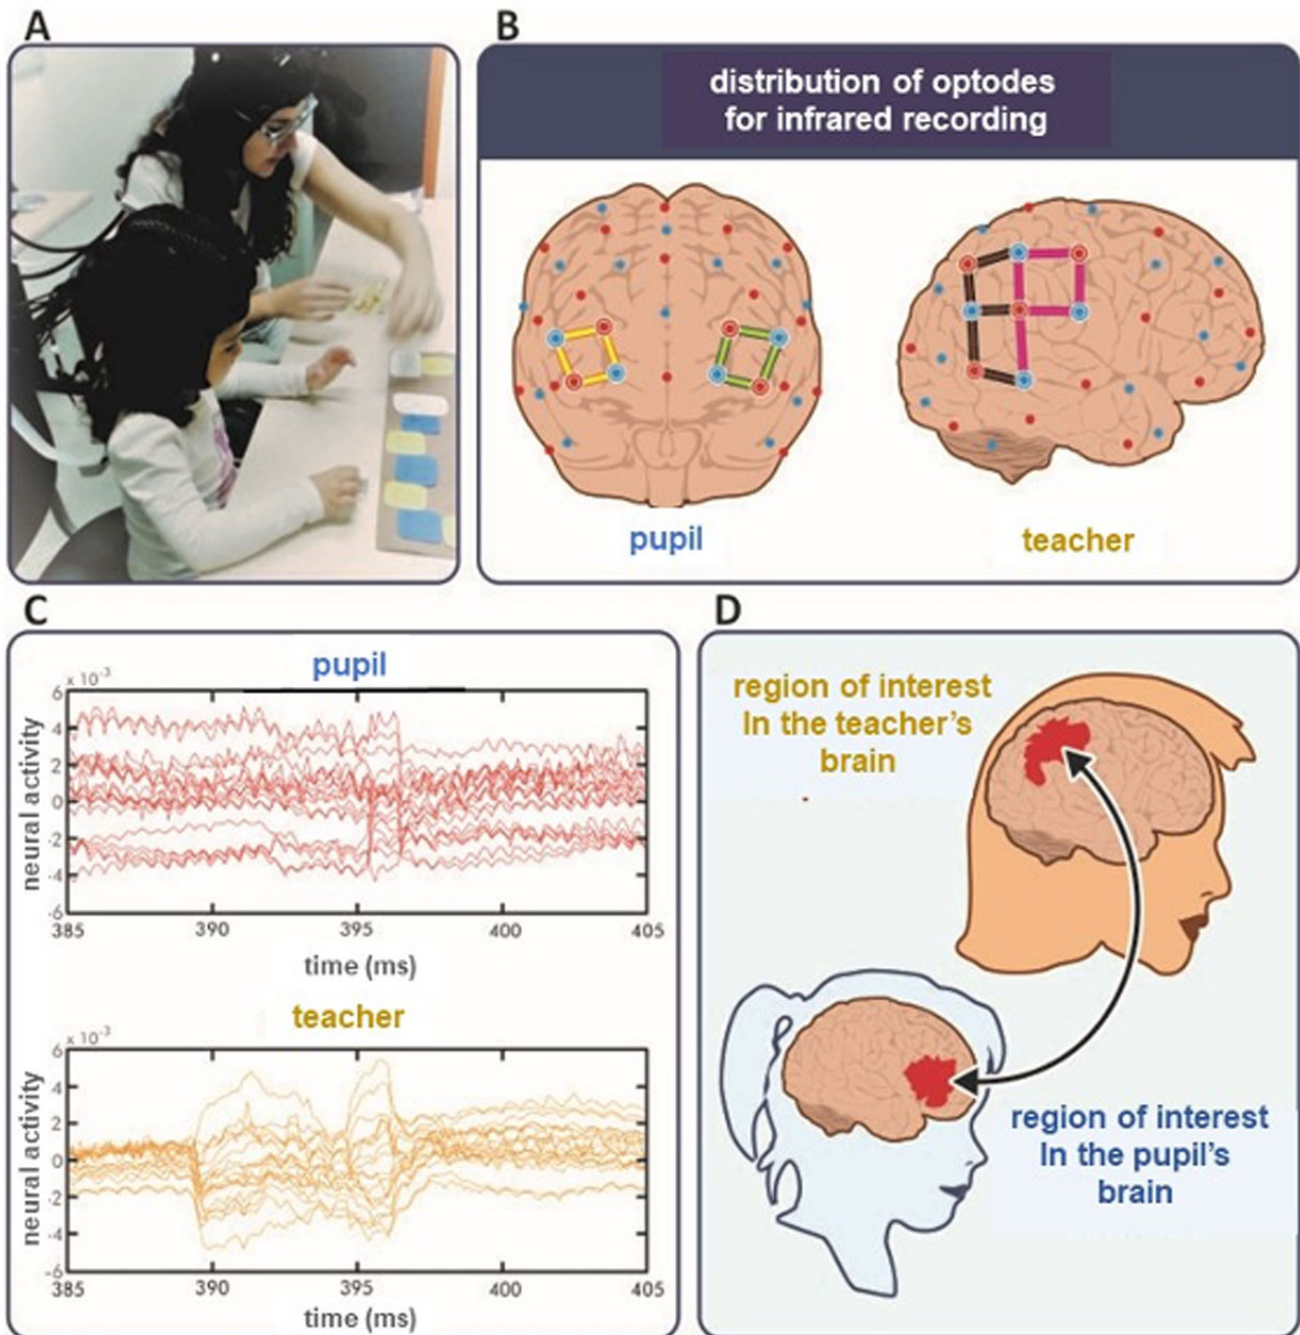 A
B
distribution of optodes
for infrared recording
pupil
teacher
C
pupil
x 10-3
6
4
2
0
-2
-4
-6
neural activity
385 390 395 400 405
time (ms)
teacher
x 10-3
6
4
2
0
-2
-4
-6
neural activity
385 390 395 400 405
time (ms)
D
region of interest
In the teacher's
brain
region of interest
In the pupil's
brain